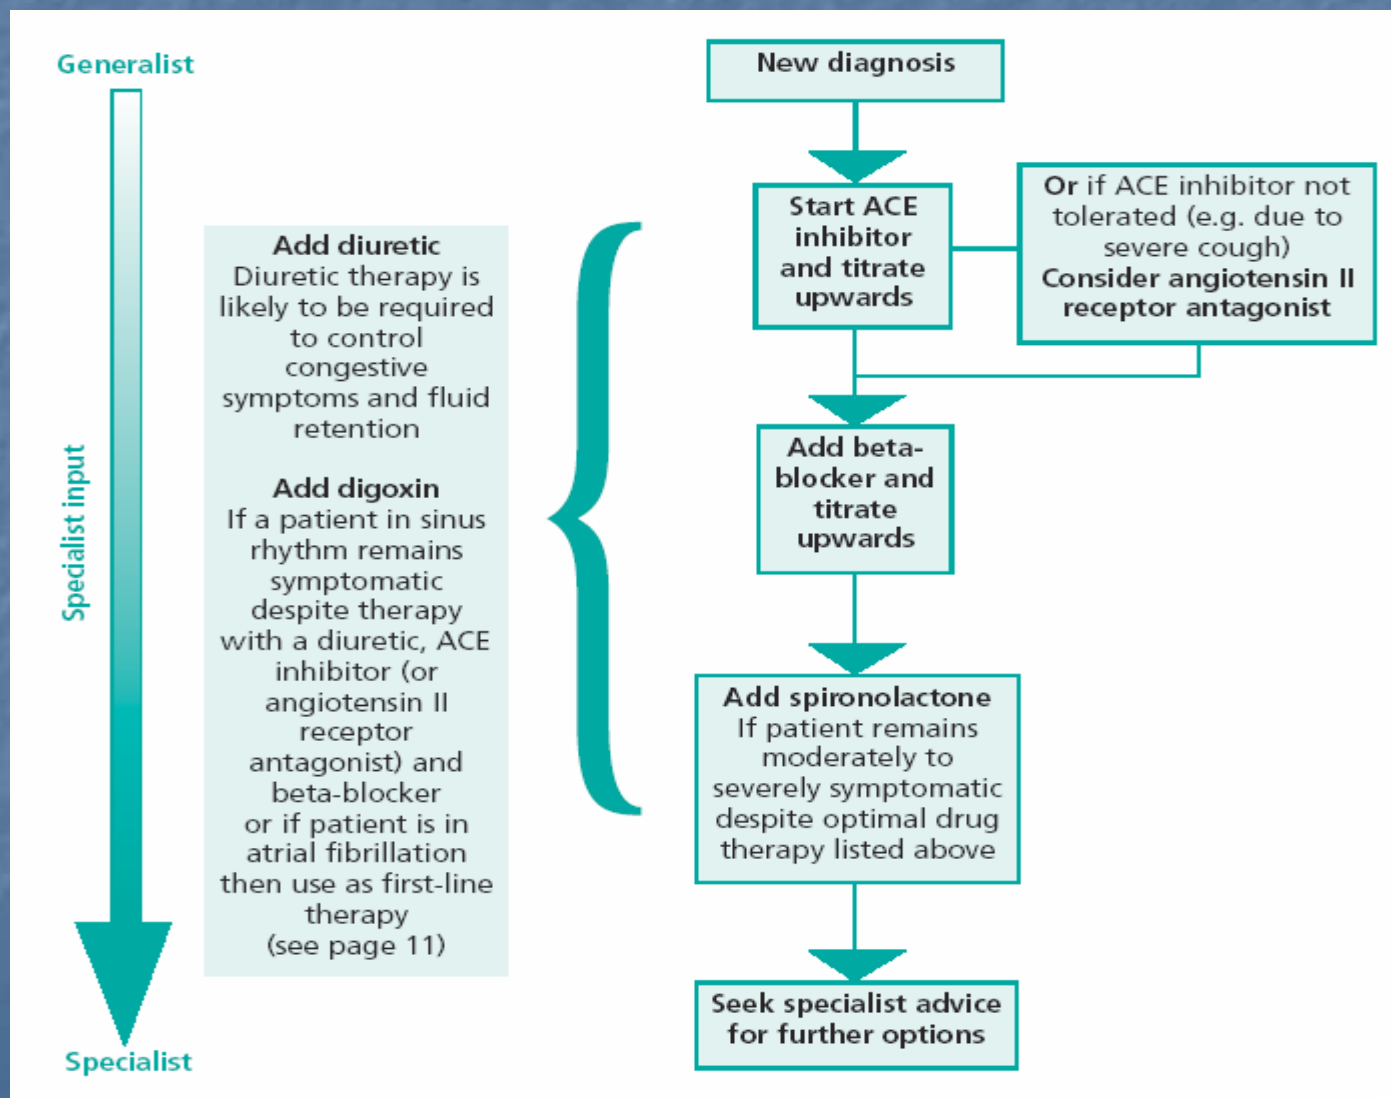 Generalist
Specialist input
Specialist
Add diuretic
Diuretic therapy is
likely to be required
to control
congestive
symptoms and fluid
retention
Add digoxin
If a patient in sinus
rhythm remains
symptomatic
despite therapy
with a diuretic, ACE
inhibitor (or
angiotensin II
receptor
antagonist) and
beta-blocker
or if patient is in
atrial fibrillation
then use as first-line
therapy
(see page 11)
New diagnosis
Start ACE
inhibitor
and titrate
upwards
Or if ACE inhibitor not
tolerated (e.g. due to
severe cough)
Consider angiotensin II
receptor antagonist
Add beta-
blocker and
titrate
upwards
Add spironolactone
If patient remains
moderately to
severely symptomatic
despite optimal drug
therapy listed above
Seek specialist advice
for further options